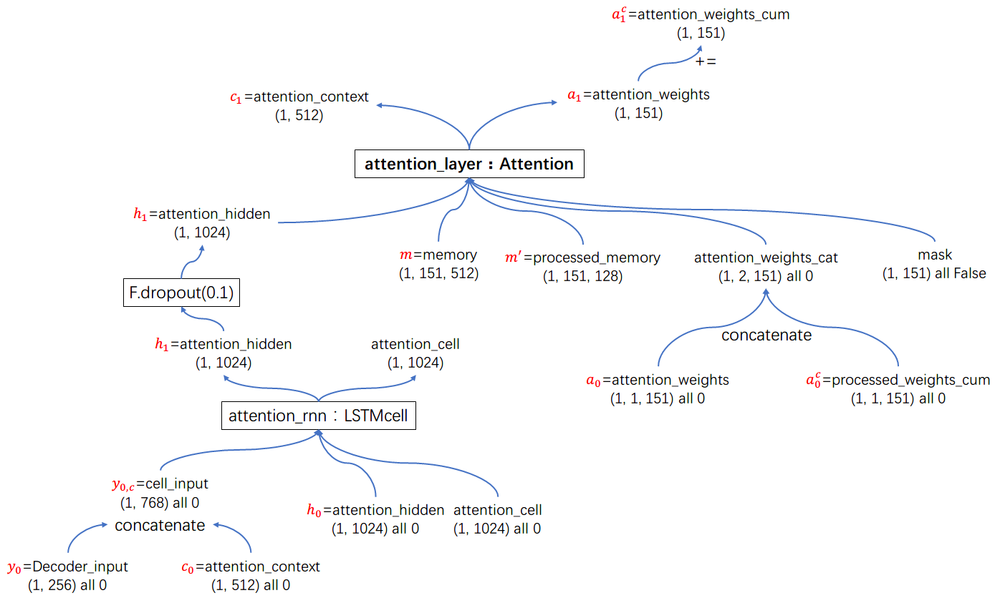 a₁ᶜ=attention_weights_cum
(1, 151)
+=
c₁=attention_context
(1, 512)
a₁=attention_weights
(1, 151)
attention_layer：Attention
h₁=attention_hidden
(1, 1024)
m=memory
(1, 151, 512)
m′=processed_memory
(1, 151, 128)
attention_weights_cat
(1, 2, 151) all 0
mask
(1, 151) all False
F.dropout(0.1)
concatenate
h₁=attention_hidden
(1, 1024)
attention_cell
(1, 1024)
a₀=attention_weights
(1, 1, 151) all 0
a₀ᶜ=processed_weights_cum
(1, 1, 151) all 0
attention_rnn：LSTMcell
y₀,c=cell_input
(1, 768) all 0
h₀=attention_hidden
(1, 1024) all 0
attention_cell
(1, 1024) all 0
concatenate
y₀=Decoder_input
(1, 256) all 0
c₀=attention_context
(1, 512) all 0